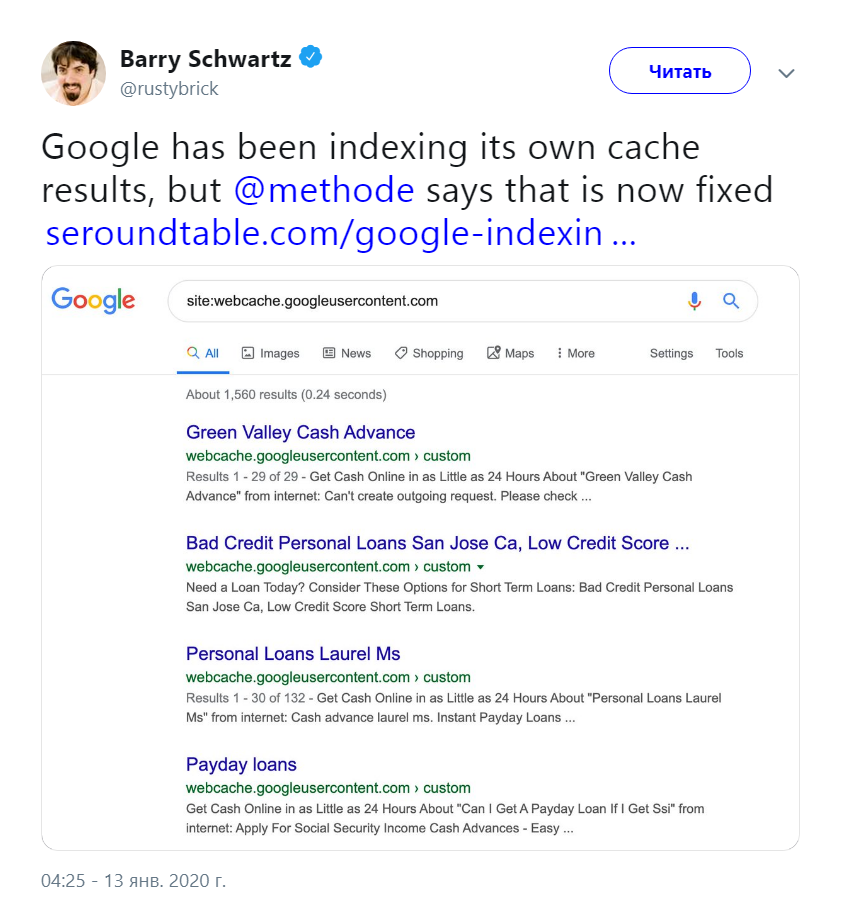 Barry Schwartz
@rustybrick
Читать
Google has been indexing its own cache
results, but @methode says that is now fixed
seroundtable.com/google-indexin ...
Google
site:webcache.googleusercontent.com
All Images News Shopping Maps More Settings Tools
About 1,560 results (0.24 seconds)
Green Valley Cash Advance
webcache.googleusercontent.com › custom
Results 1 - 29 of 29 - Get Cash Online in as Little as 24 Hours About "Green Valley Cash
Advance" from internet: Can't create outgoing request. Please check ...
Bad Credit Personal Loans San Jose Ca, Low Credit Score ...
webcache.googleusercontent.com › custom
Need a Loan Today? Consider These Options for Short Term Loans: Bad Credit Personal Loans
San Jose Ca, Low Credit Score Short Term Loans.
Personal Loans Laurel Ms
webcache.googleusercontent.com › custom
Results 1 - 30 of 132 - Get Cash Online in as Little as 24 Hours About "Personal Loans Laurel
Ms" from internet: Cash advance laurel ms. Instant Payday Loans ...
Payday loans
webcache.googleusercontent.com › custom
Get Cash Online in as Little as 24 Hours About "Can I Get A Payday Loan If I Get Ssi" from
internet: Apply For Social Security Income Cash Advances - Easy ...
04:25 - 13 янв. 2020 г.